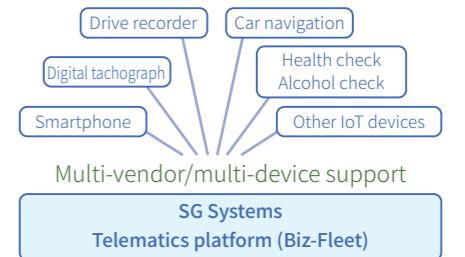 Drive recorder
Car navigation
Digital tachograph
Health check
Alcohol check
Smartphone
Other IoT devices
Multi-vendor/multi-device support
SG Systems
Telematics platform (Biz-Fleet)